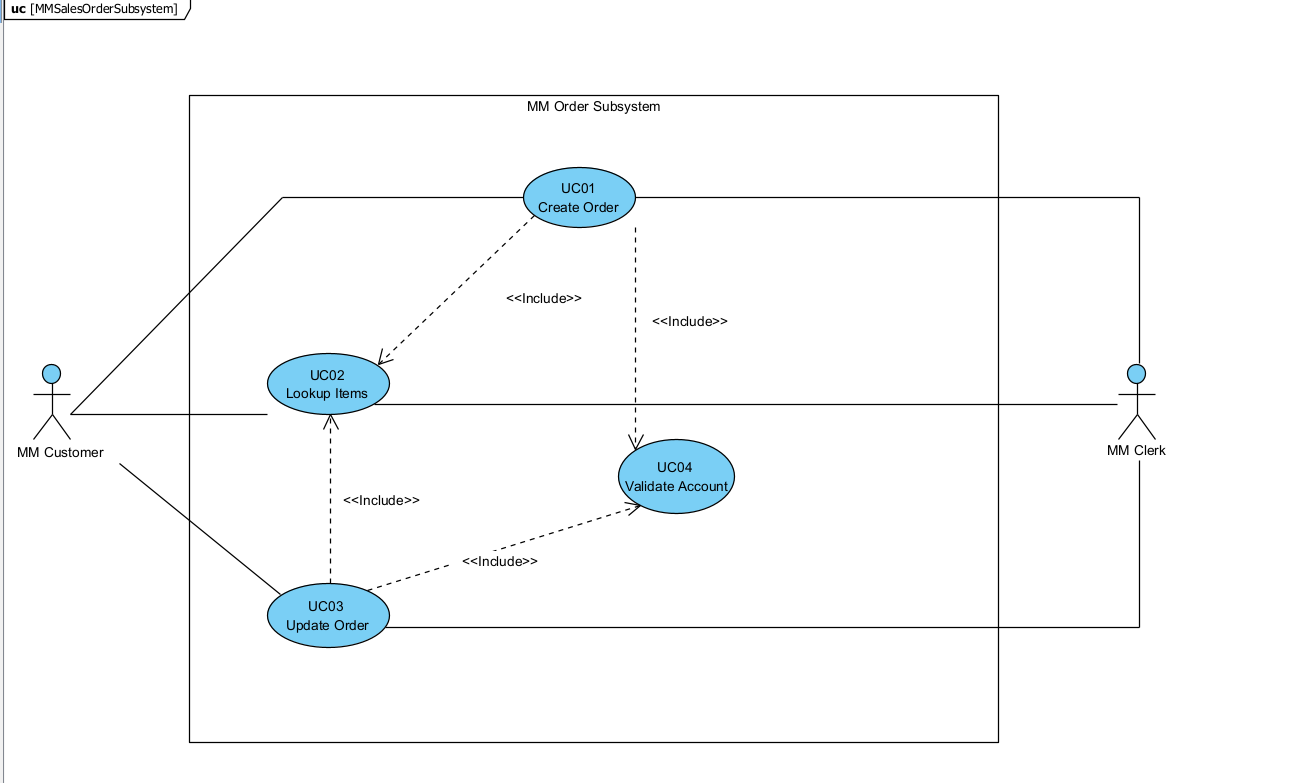 uc [MMSalesOrderSubsystem]
MM Order Subsystem
UC01
Create Order
<<Include>>
<<Include>>
UC02
Lookup Items
MM Customer
MM Clerk
UC04
Validate Account
<<Include>>
<<Include>>
UC03
Update Order